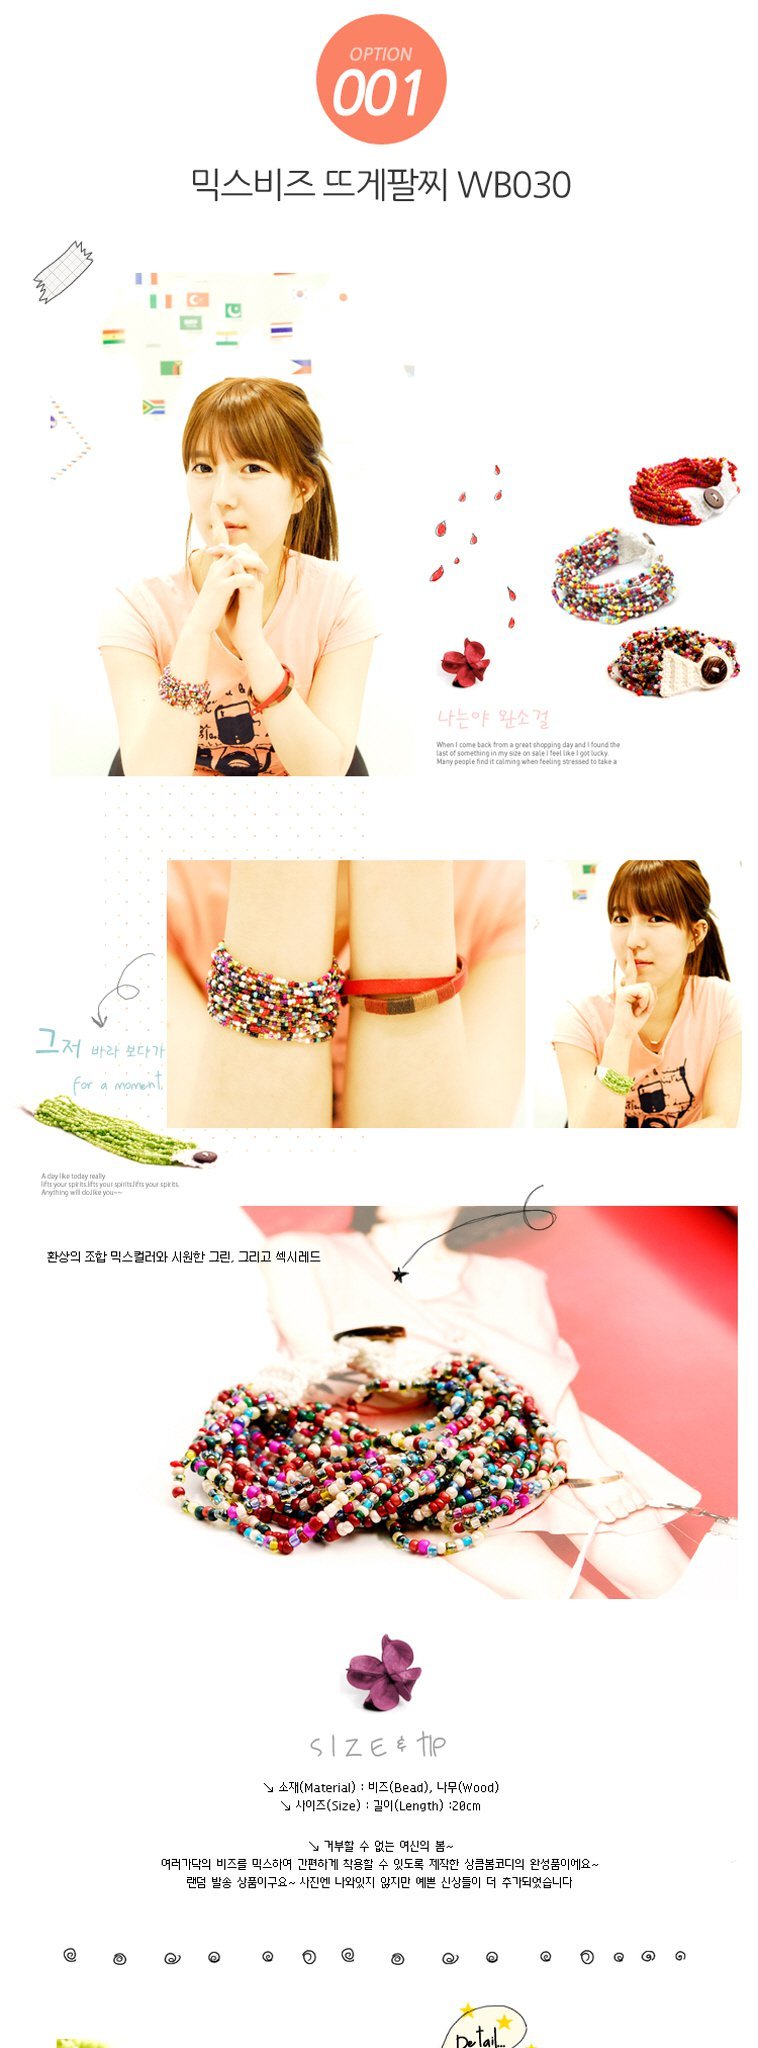 OPTION
001
믹스비즈 뜨게팔찌 WB030
나는야 완소걸
When I come back from a great shopping day and I found the
last of something in my size on sale I feel like I got lucky.
Many people find it calming when feeling stressed to take a
그저 바라 보다가
for a moment.
A day like today really
lifts your spirits.lifts your spirits.lifts your spirits.
Anything will do.like you~~
환상의 조합 믹스컬러와 시원한 그린, 그리고 섹시레드
SIZE & TIP
↘ 소재(Material) : 비즈(Bead), 나무(Wood)
↘ 사이즈(Size) : 길이(Length) :20cm
↘ 거부할 수 없는 여신의 봄~
여러가닥의 비즈를 믹스하여 간편하게 착용할 수 있도록 제작한 상큼봄코디의 완성품이에요~
랜덤 발송 상품이구요~ 사진엔 나와있지 않지만 예쁜 신상들이 더 추가되었습니다
Detail...